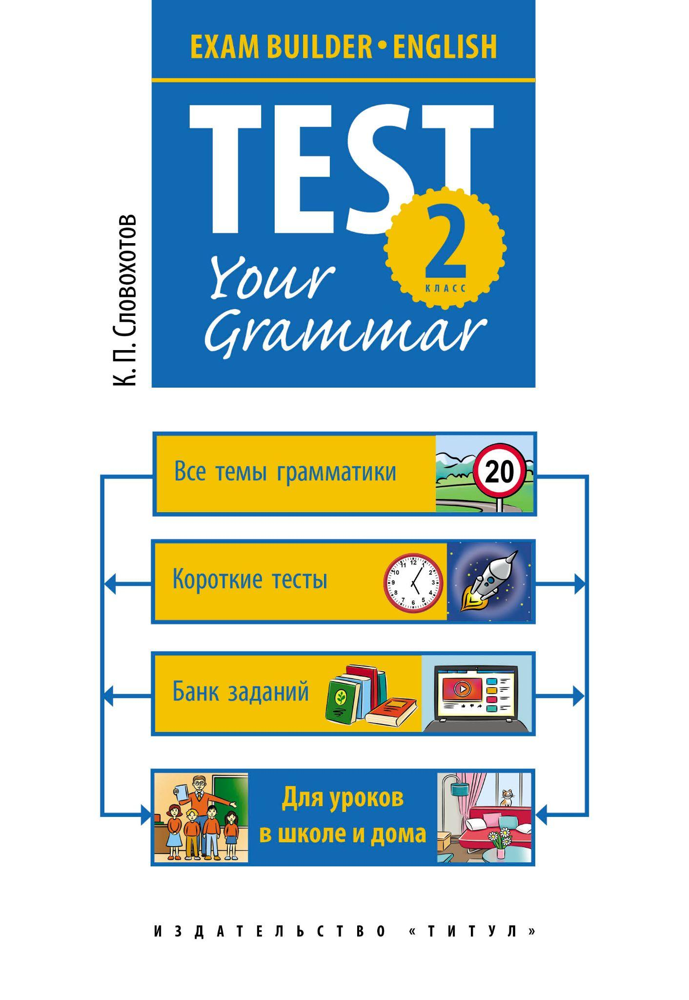 EXAM BUILDER • ENGLISH
TEST
2
КЛАСС
Your
Grammar
К. П. Словохотов
Все темы грамматики
20
Короткие тесты
12
1
2
3
4
5
6
7
8
9
10
11
Банк заданий
Для уроков
в школе и дома
ИЗДАТЕЛЬСТВО «ТИТУЛ»